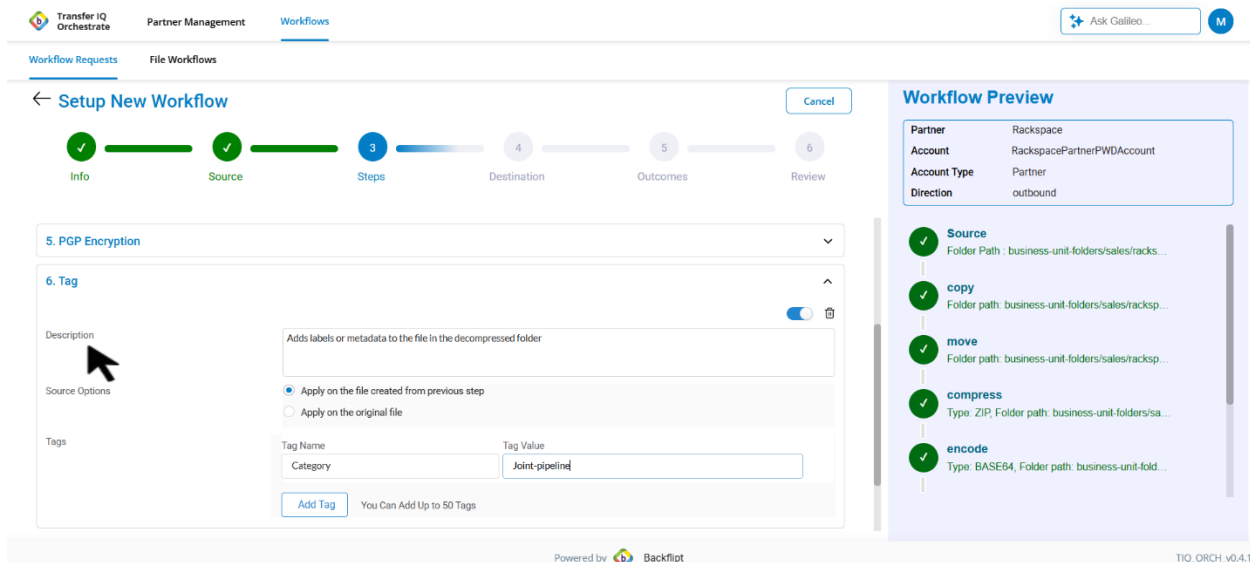 Transfer IQ
Orchestrate
Partner Management
Workflows
Ask Galileo...
M
Workflow Requests
File Workflows
Setup New Workflow
Cancel
3
4
5
6
Info
Source
Steps
Destination
Outcomes
Review
5. PGP Encryption
6. Tag
Description
Adds labels or metadata to the file in the decompressed folder
Source Options
Apply on the file created from previous step
Apply on the original file
Tags
Tag Name
Tag Value
Category
Joint-pipeline
Add Tag
You Can Add Up to 50 Tags
Workflow Preview
Partner Rackspace
Account RackspacePartnerPWDAccount
Account Type Partner
Direction outbound
Source
Folder Path : business-unit-folders/sales/racks...
copy
Folder path: business-unit-folders/sales/racksp...
move
Folder path: business-unit-folders/sales/racksp...
compress
Type: ZIP, Folder path: business-unit-folders/sa...
encode
Type: BASE64, Folder path: business-unit-fold...
Powered by b Backflipt
TIQ_ORCH_v0.4.1